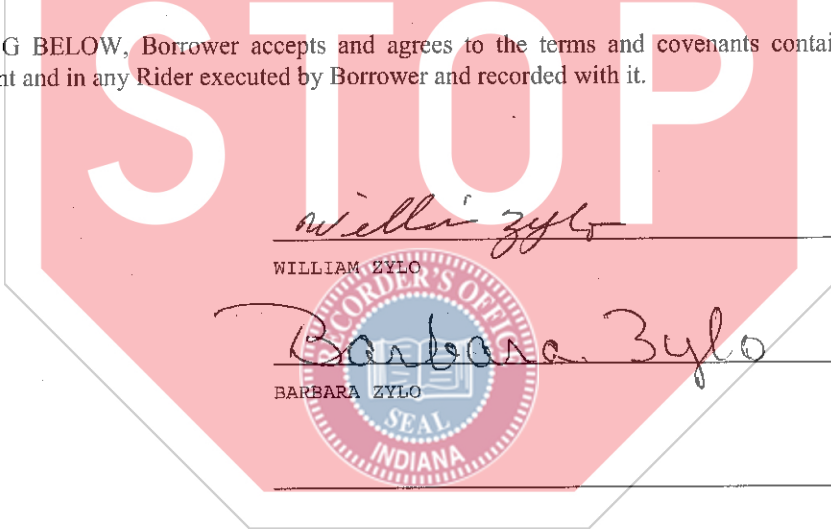 STOP
G BELOW, Borrower accepts and agrees to the terms and covenants contai
nt and in any Rider executed by Borrower and recorded with it.
William Zylo
WILLIAM ZYLO
RECORDER'S OFFICE
Barbara Zylo
BARBARA ZYLO
SEAL
INDIANA